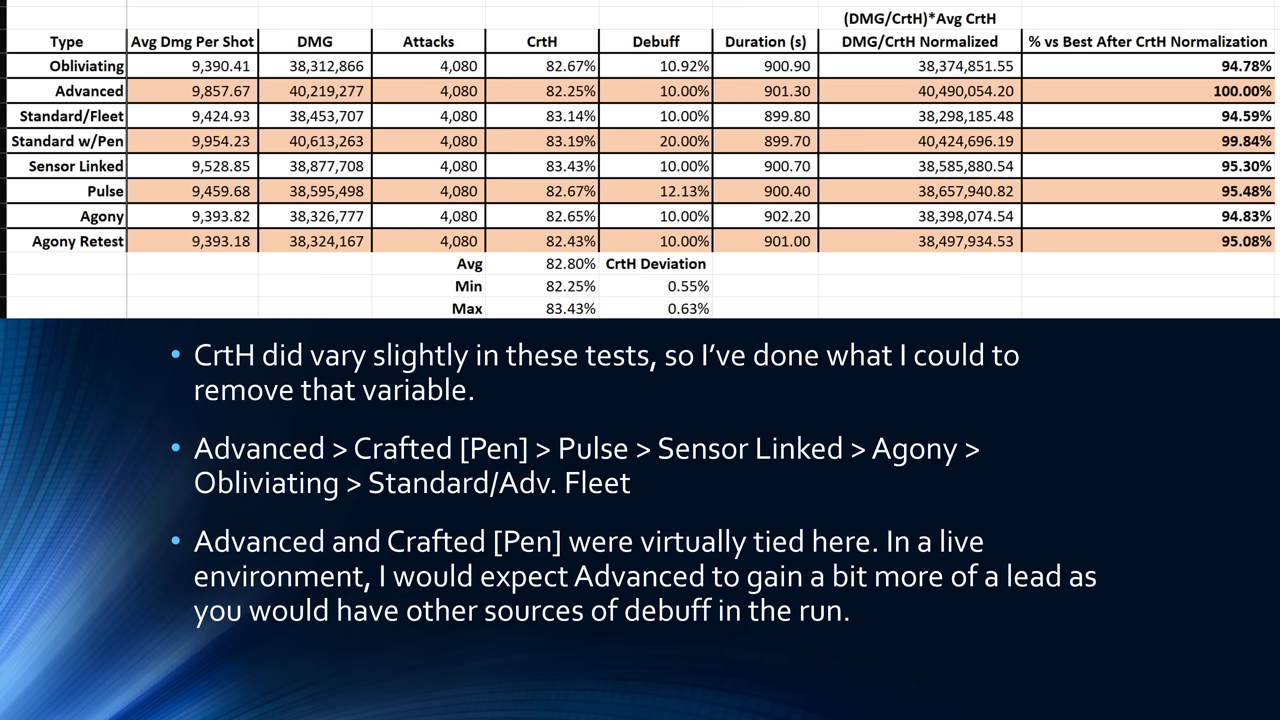 (DMG/CrtH)*Avg CrtH
Type Avg Dmg Per Shot DMG Attacks CrtH Debuff Duration (s) DMG/CrtH Normalized % vs Best After CrtH Normalization
Obliviating 9,390.41 38,312,866 4,080 82.67% 10.92% 900.90 38,374,851.55 94.78%
Advanced 9,857.67 40,219,277 4,080 82.25% 10.00% 901.30 40,490,054.20 100.00%
Standard/Fleet 9,424.93 38,453,707 4,080 83.14% 10.00% 899.80 38,298,185.48 94.59%
Standard w/Pen 9,954.23 40,613,263 4,080 83.19% 20.00% 899.70 40,424,696.19 99.84%
Sensor Linked 9,528.85 38,877,708 4,080 83.43% 10.00% 900.70 38,585,880.54 95.30%
Pulse 9,459.68 38,595,498 4,080 82.67% 12.13% 900.40 38,657,940.82 95.48%
Agony 9,393.82 38,326,777 4,080 82.65% 10.00% 902.20 38,398,074.54 94.83%
Agony Retest 9,393.18 38,324,167 4,080 82.43% 10.00% 901.00 38,497,934.53 95.08%
Avg 82.80% CrtH Deviation
Min 82.25% 0.55%
Max 83.43% 0.63%
• CrtH did vary slightly in these tests, so I’ve done what I could to
remove that variable.
• Advanced > Crafted [Pen] > Pulse > Sensor Linked > Agony >
Obliviating > Standard/Adv. Fleet
• Advanced and Crafted [Pen] were virtually tied here. In a live
environment, I would expect Advanced to gain a bit more of a lead as
you would have other sources of debuff in the run.